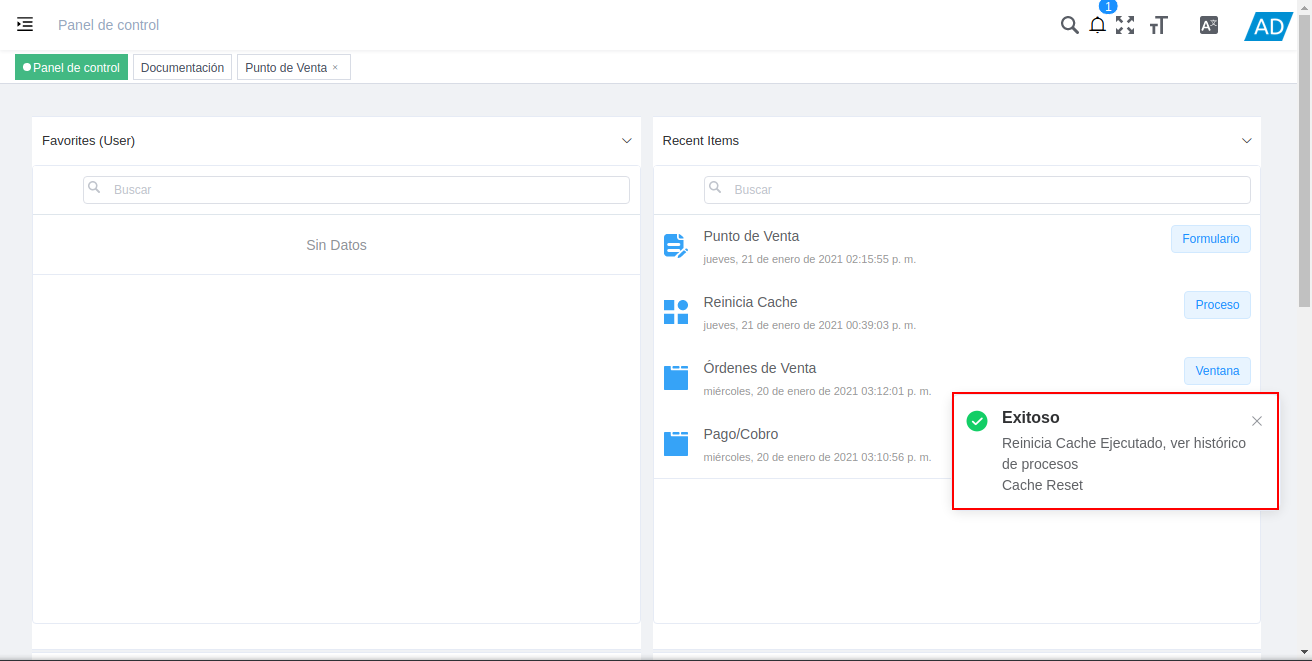 Panel de control
1
AD
Panel de control
Documentación
Punto de Venta ×
Favorites (User)
Buscar
Sin Datos
Recent Items
Buscar
Punto de Venta
jueves, 21 de enero de 2021 02:15:55 p. m.
Formulario
Reinicia Cache
jueves, 21 de enero de 2021 00:39:03 p. m.
Proceso
Órdenes de Venta
miércoles, 20 de enero de 2021 03:12:01 p. m.
Ventana
Pago/Cobro
miércoles, 20 de enero de 2021 03:10:56 p. m.
Exitoso
Reinicia Cache Ejecutado, ver histórico
de procesos
Cache Reset